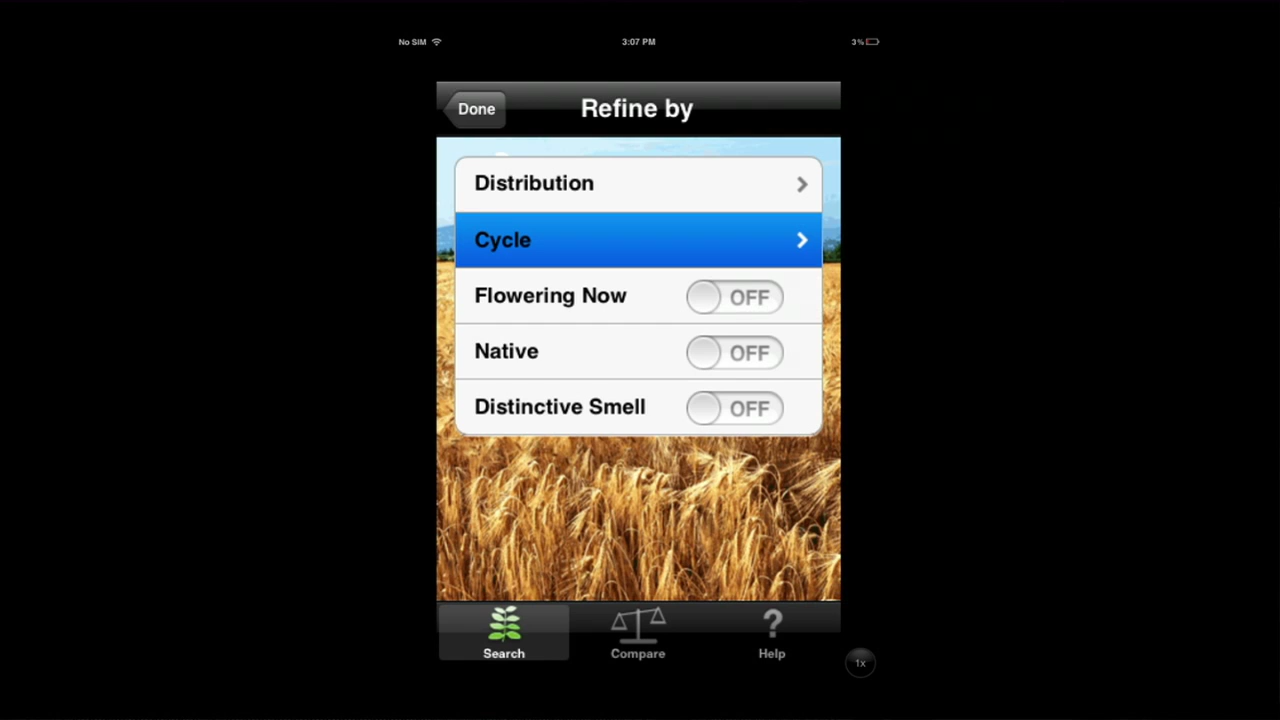 No SIM 3:07 PM 3%
Done Refine by
Distribution
Cycle
Flowering Now OFF
Native OFF
Distinctive Smell OFF
Search Compare Help
1x